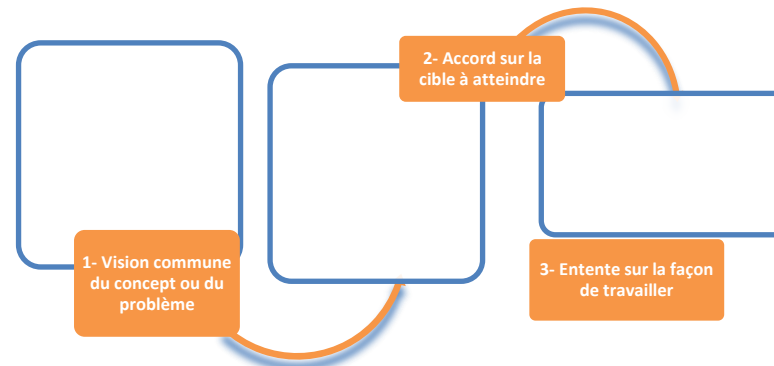 1- Vision commune
du concept ou du
problème
2- Accord sur la
cible à atteindre
3- Entente sur la façon
de travailler